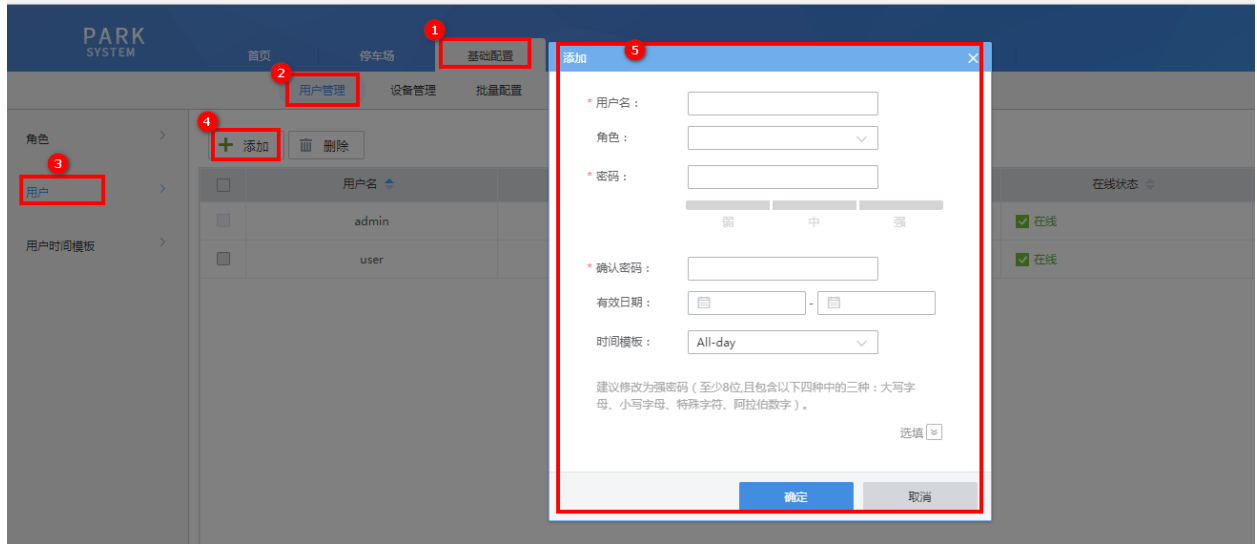 PARK
SYSTEM
首页
停车场
1
基础配置
2
用户管理
设备管理
批量配置
角色
3
用户
用户时间模板
4
添加
删除
用户名
在线状态
admin
在线
user
在线
添加
5
* 用户名：
角色：
* 密码：
弱 中 强
* 确认密码：
有效日期：
-
时间模板： All-day
建议修改为强密码（至少8位,且包含以下四种中的三种：大写字
母、小写字母、特殊字符、阿拉伯数字）。
选填
确定
取消